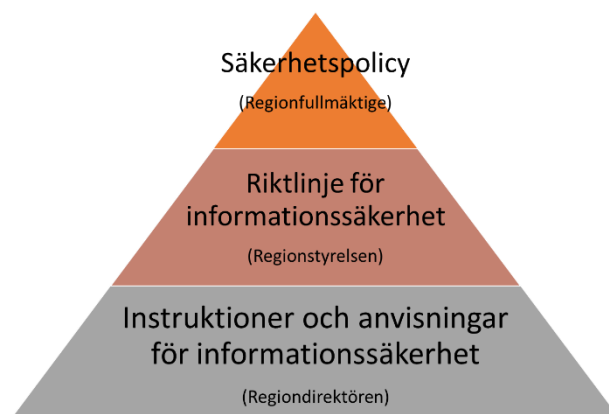 Säkerhetspolicy
(Regionfullmäktige)
Riktlinje för
informationssäkerhet
(Regionstyrelsen)
Instruktioner och anvisningar
för informationssäkerhet
(Regiondirektören)